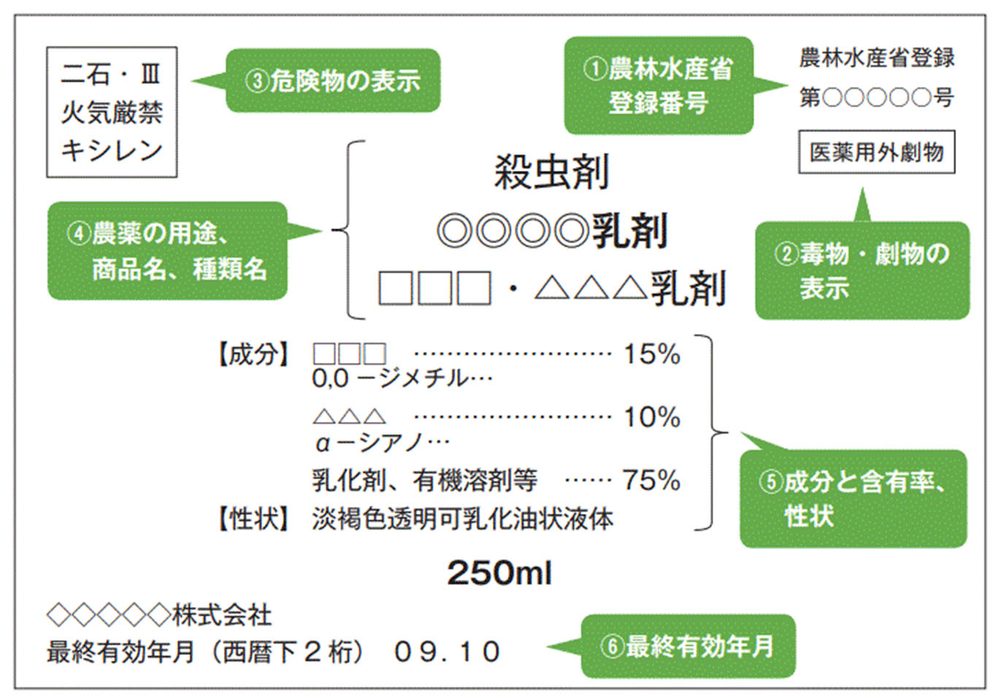 二石・Ⅲ
火気厳禁
キシレン
③危険物の表示
①農林水産省
登録番号
農林水産省登録
第○○○○○号
医薬用外劇物
②毒物・劇物の
表示
④農薬の用途、
商品名、種類名
殺虫剤
◎◎◎◎乳剤
□□□・△△△乳剤
【成分】 □□□ …………………… 15%
0,0－ジメチル…
△△△ …………………… 10%
α－シアノ…
乳化剤、有機溶剤等 …… 75%
【性状】 淡褐色透明可乳化油状液体
⑤成分と含有率、
性状
250ml
◇◇◇◇◇株式会社
最終有効年月（西暦下２桁） ０９.１０
⑥最終有効年月